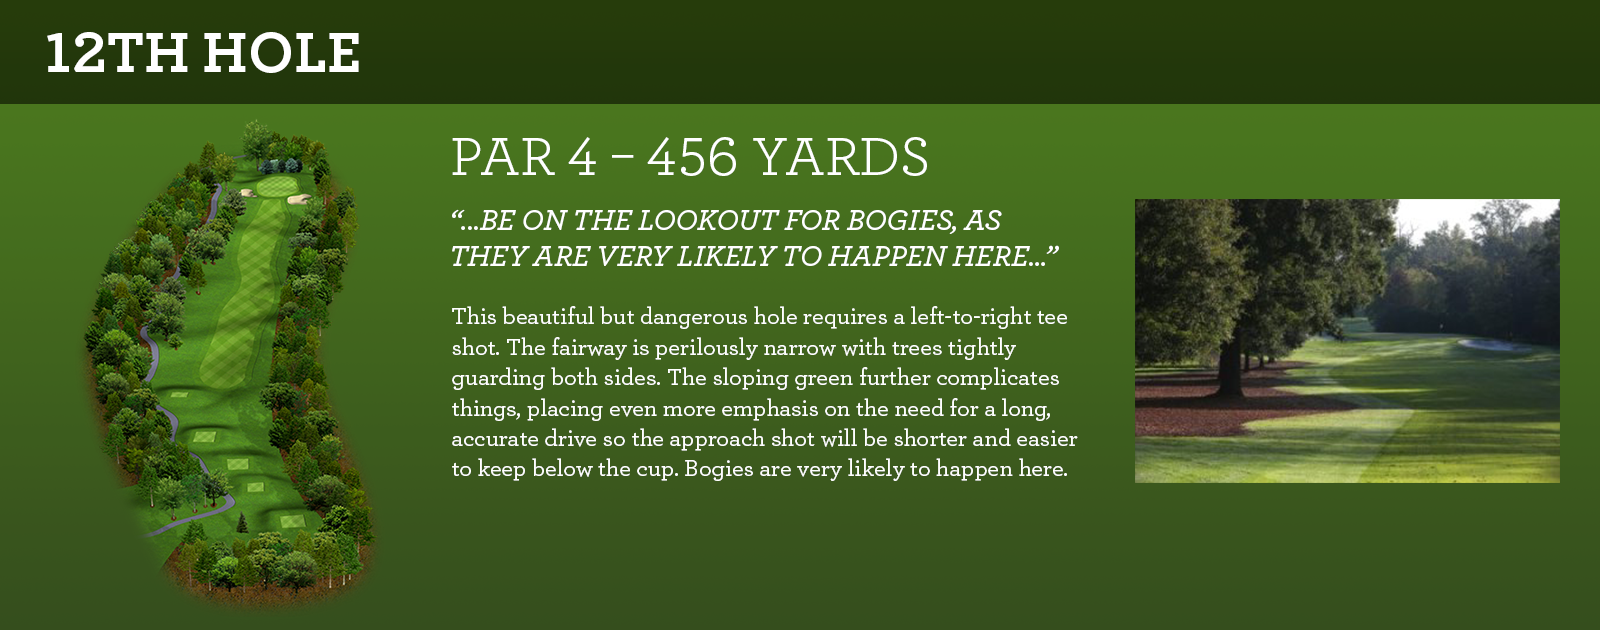 12TH HOLE
PAR 4 – 456 YARDS
“...BE ON THE LOOKOUT FOR BOGIES, AS
THEY ARE VERY LIKELY TO HAPPEN HERE...”
This beautiful but dangerous hole requires a left-to-right tee
shot. The fairway is perilously narrow with trees tightly
guarding both sides. The sloping green further complicates
things, placing even more emphasis on the need for a long,
accurate drive so the approach shot will be shorter and easier
to keep below the cup. Bogies are very likely to happen here.